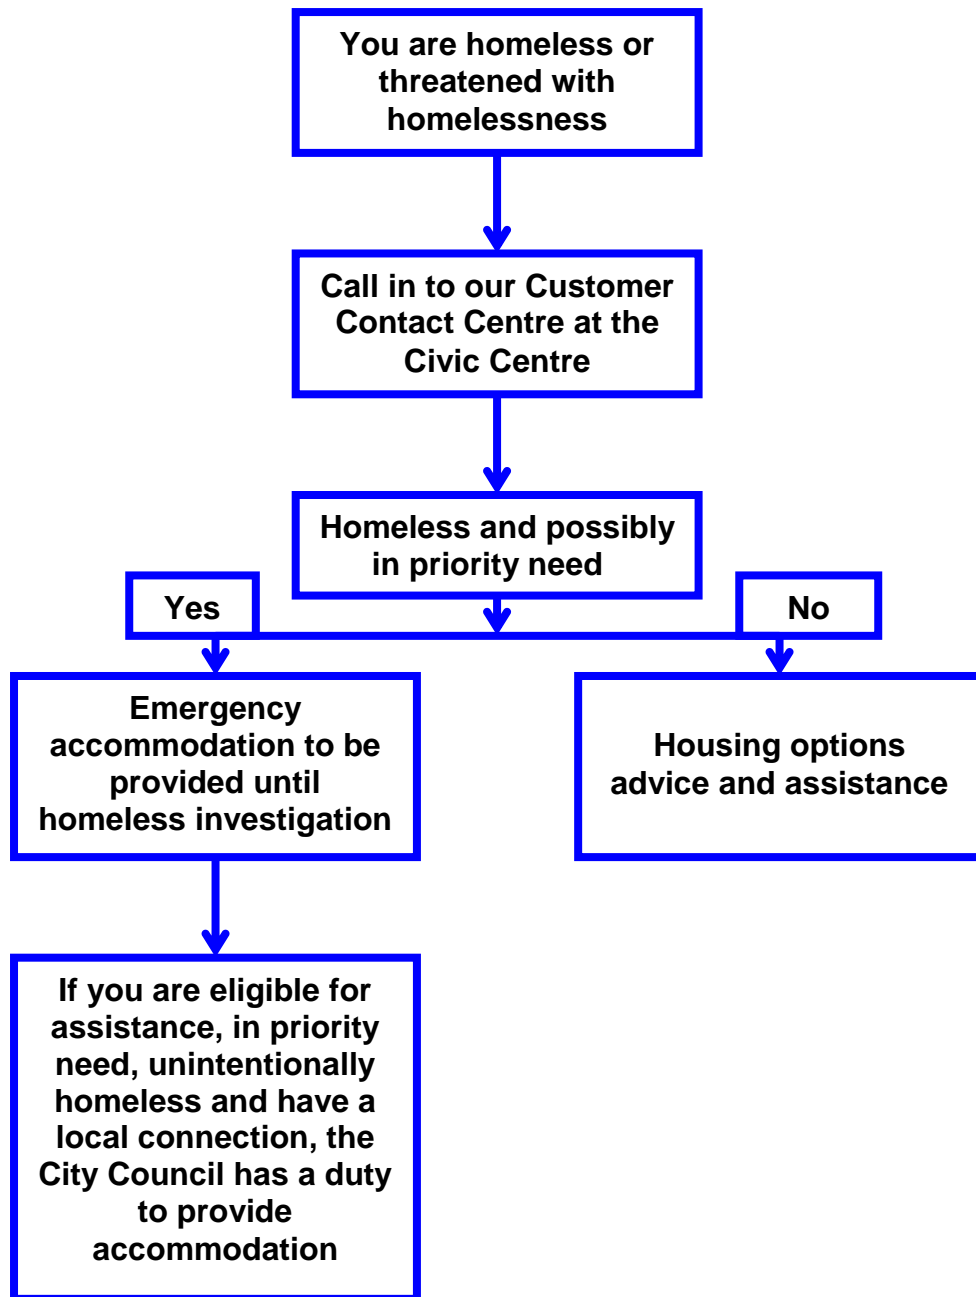 You are homeless or
threatened with
homelessness
Call in to our Customer
Contact Centre at the
Civic Centre
Homeless and possibly
in priority need
Yes
No
Emergency
accommodation to be
provided until
homeless investigation
Housing options
advice and assistance
If you are eligible for
assistance, in priority
need, unintentionally
homeless and have a
local connection, the
City Council has a duty
to provide
accommodation